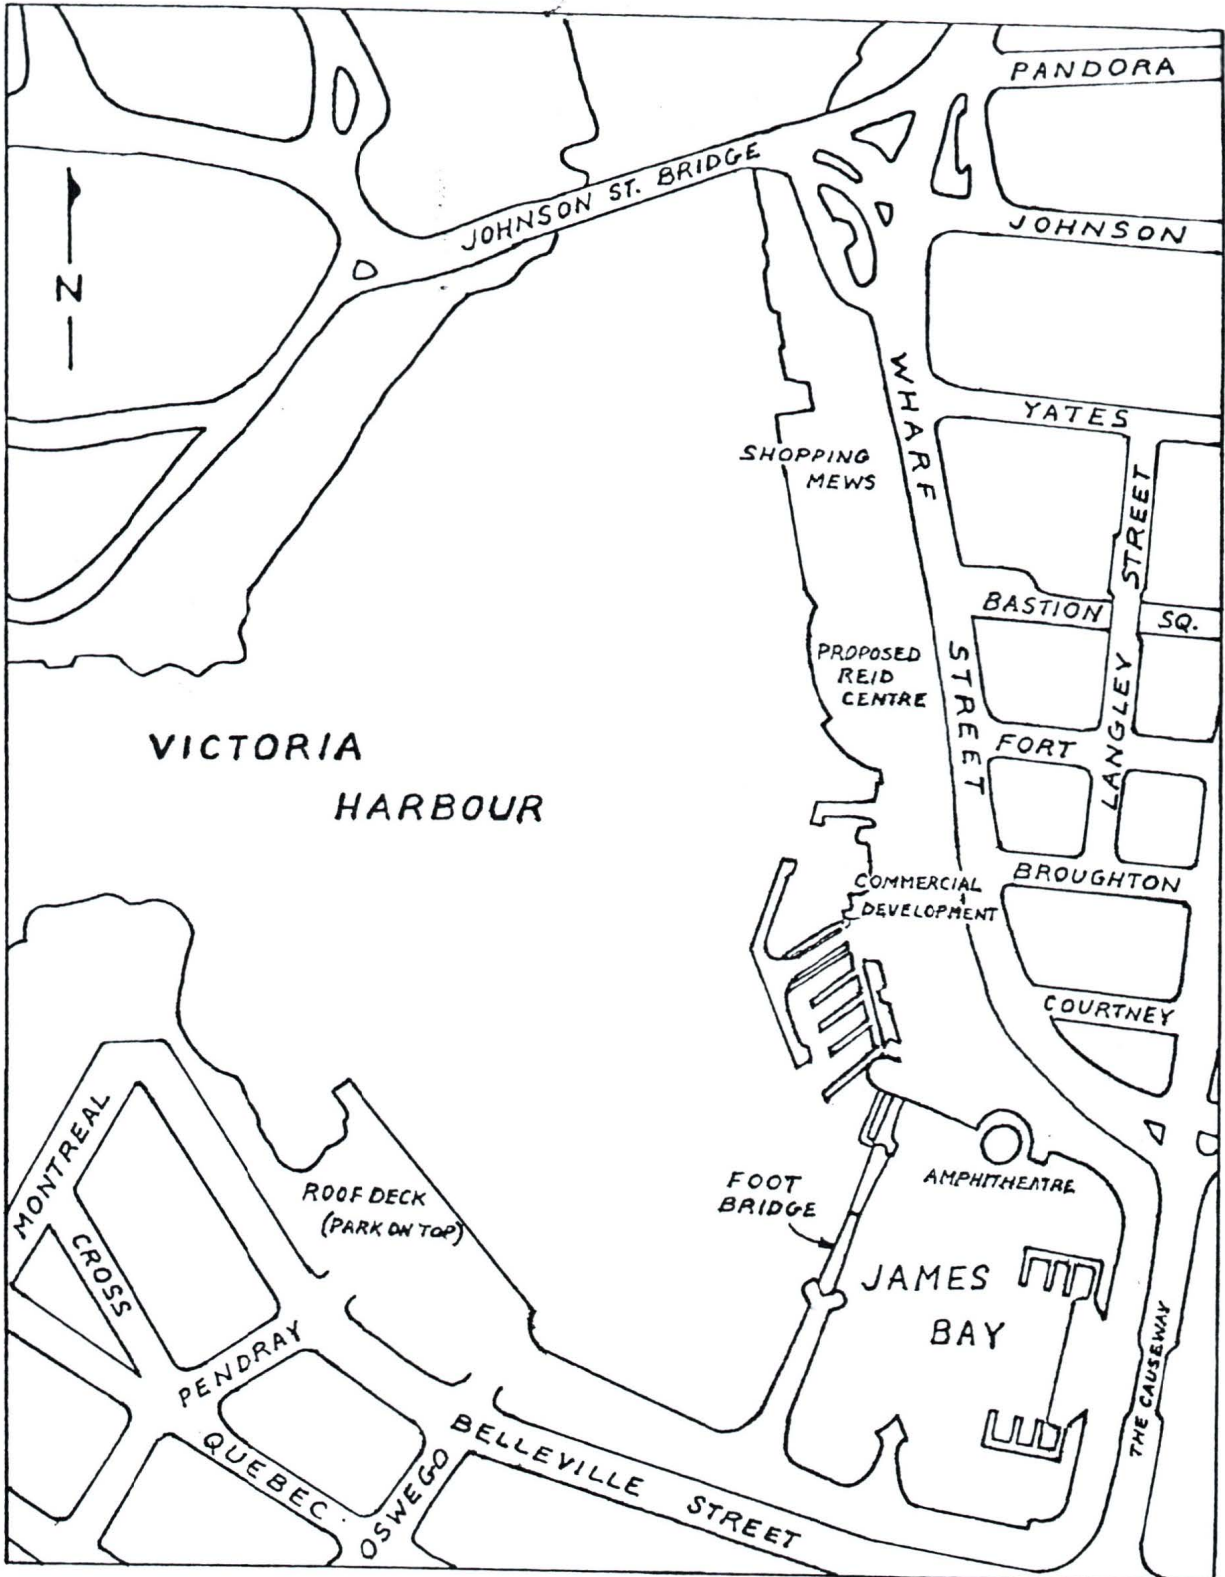 PANDORA
JOHNSON ST. BRIDGE
JOHNSON
N
WHARF STREET
YATES
SHOPPING
MEWS
LANGLEY STREET
BASTION SQ.
PROPOSED
REID
CENTRE
FORT
VICTORIA
HARBOUR
BROUGHTON
COMMERCIAL
DEVELOPMENT
COURTNEY
MONTREAL
CROSS
ROOF DECK
(PARK ON TOP)
FOOT
BRIDGE
AMPHITHEATRE
JAMES
BAY
THE CAUSEWAY
PENDRAY
QUEBEC
OSWEGO
BELLEVILLE STREET